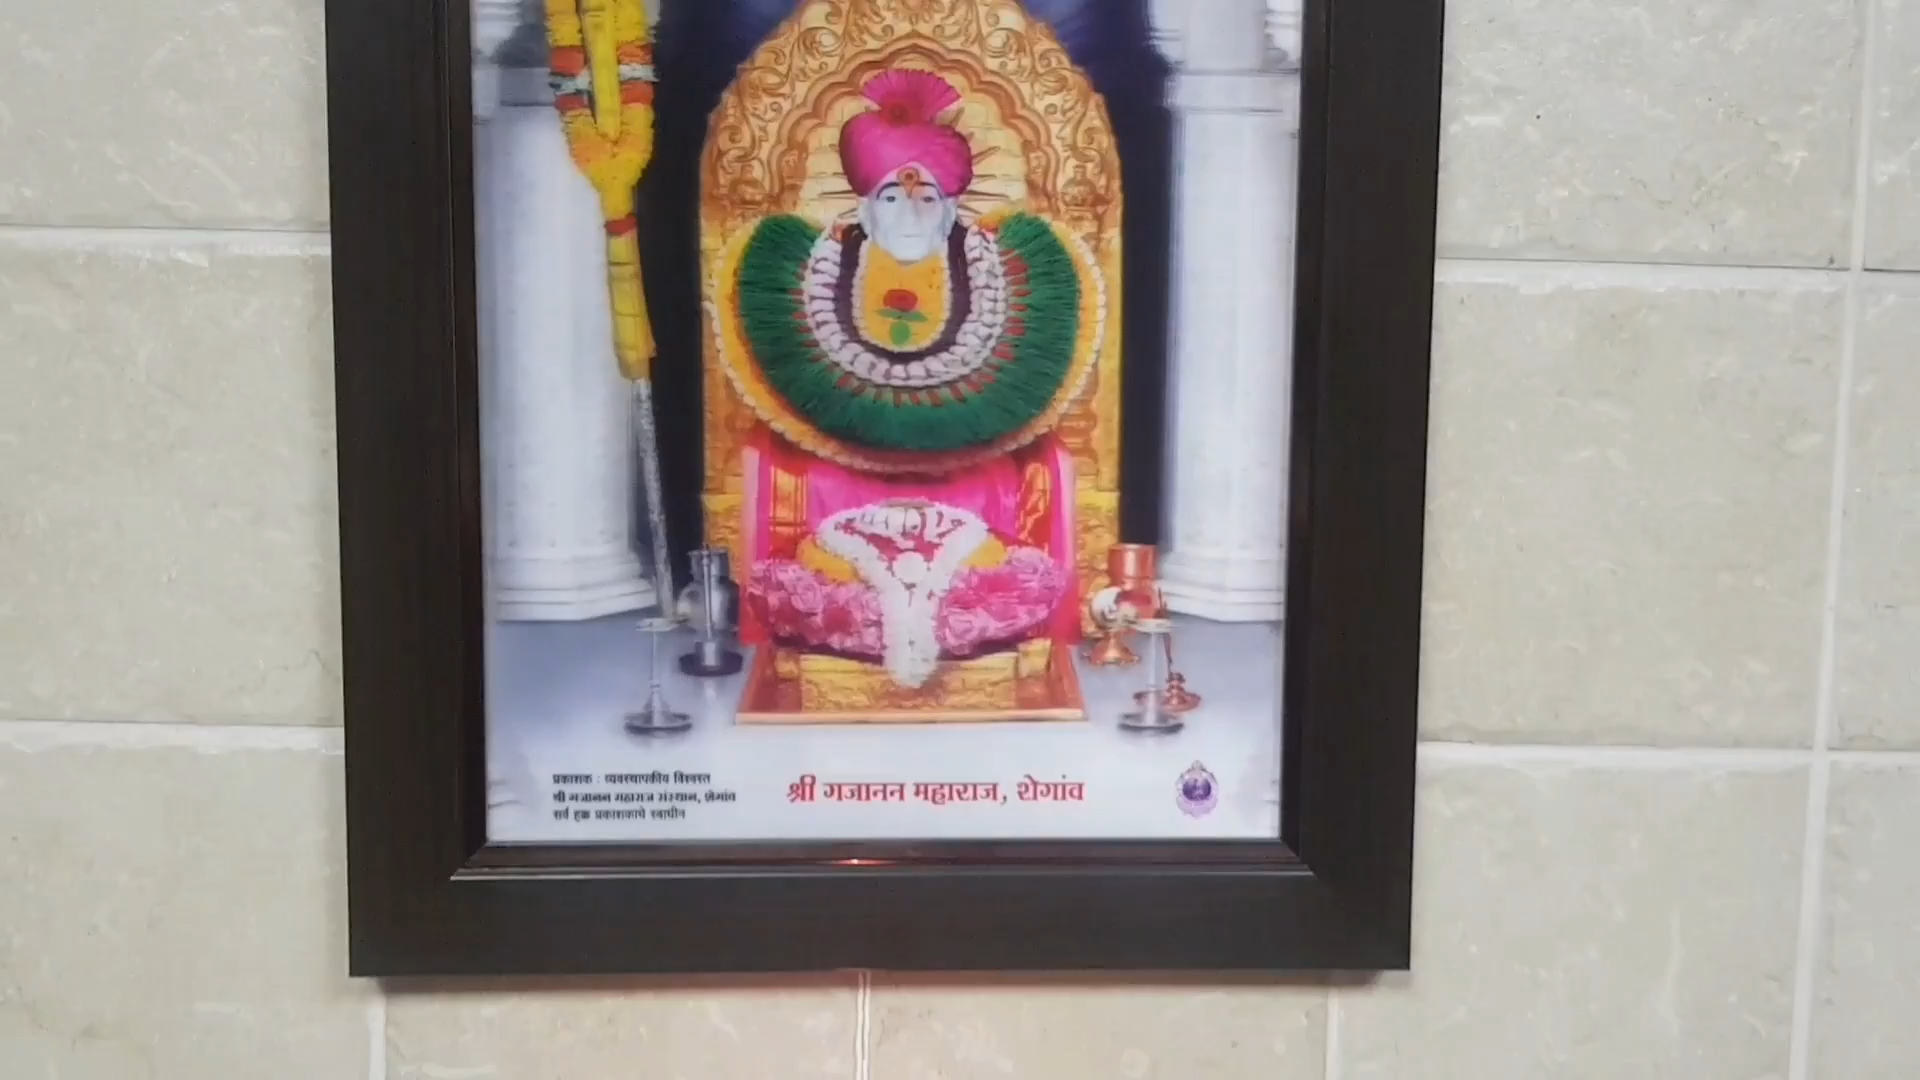 प्रकाशक : व्यवस्थापकीय विश्वस्त
श्री गजानन महाराज संस्थान, शेगांव
सर्व हक्क प्रकाशकाचे स्वाधीन
श्री गजानन महाराज, शेगांव